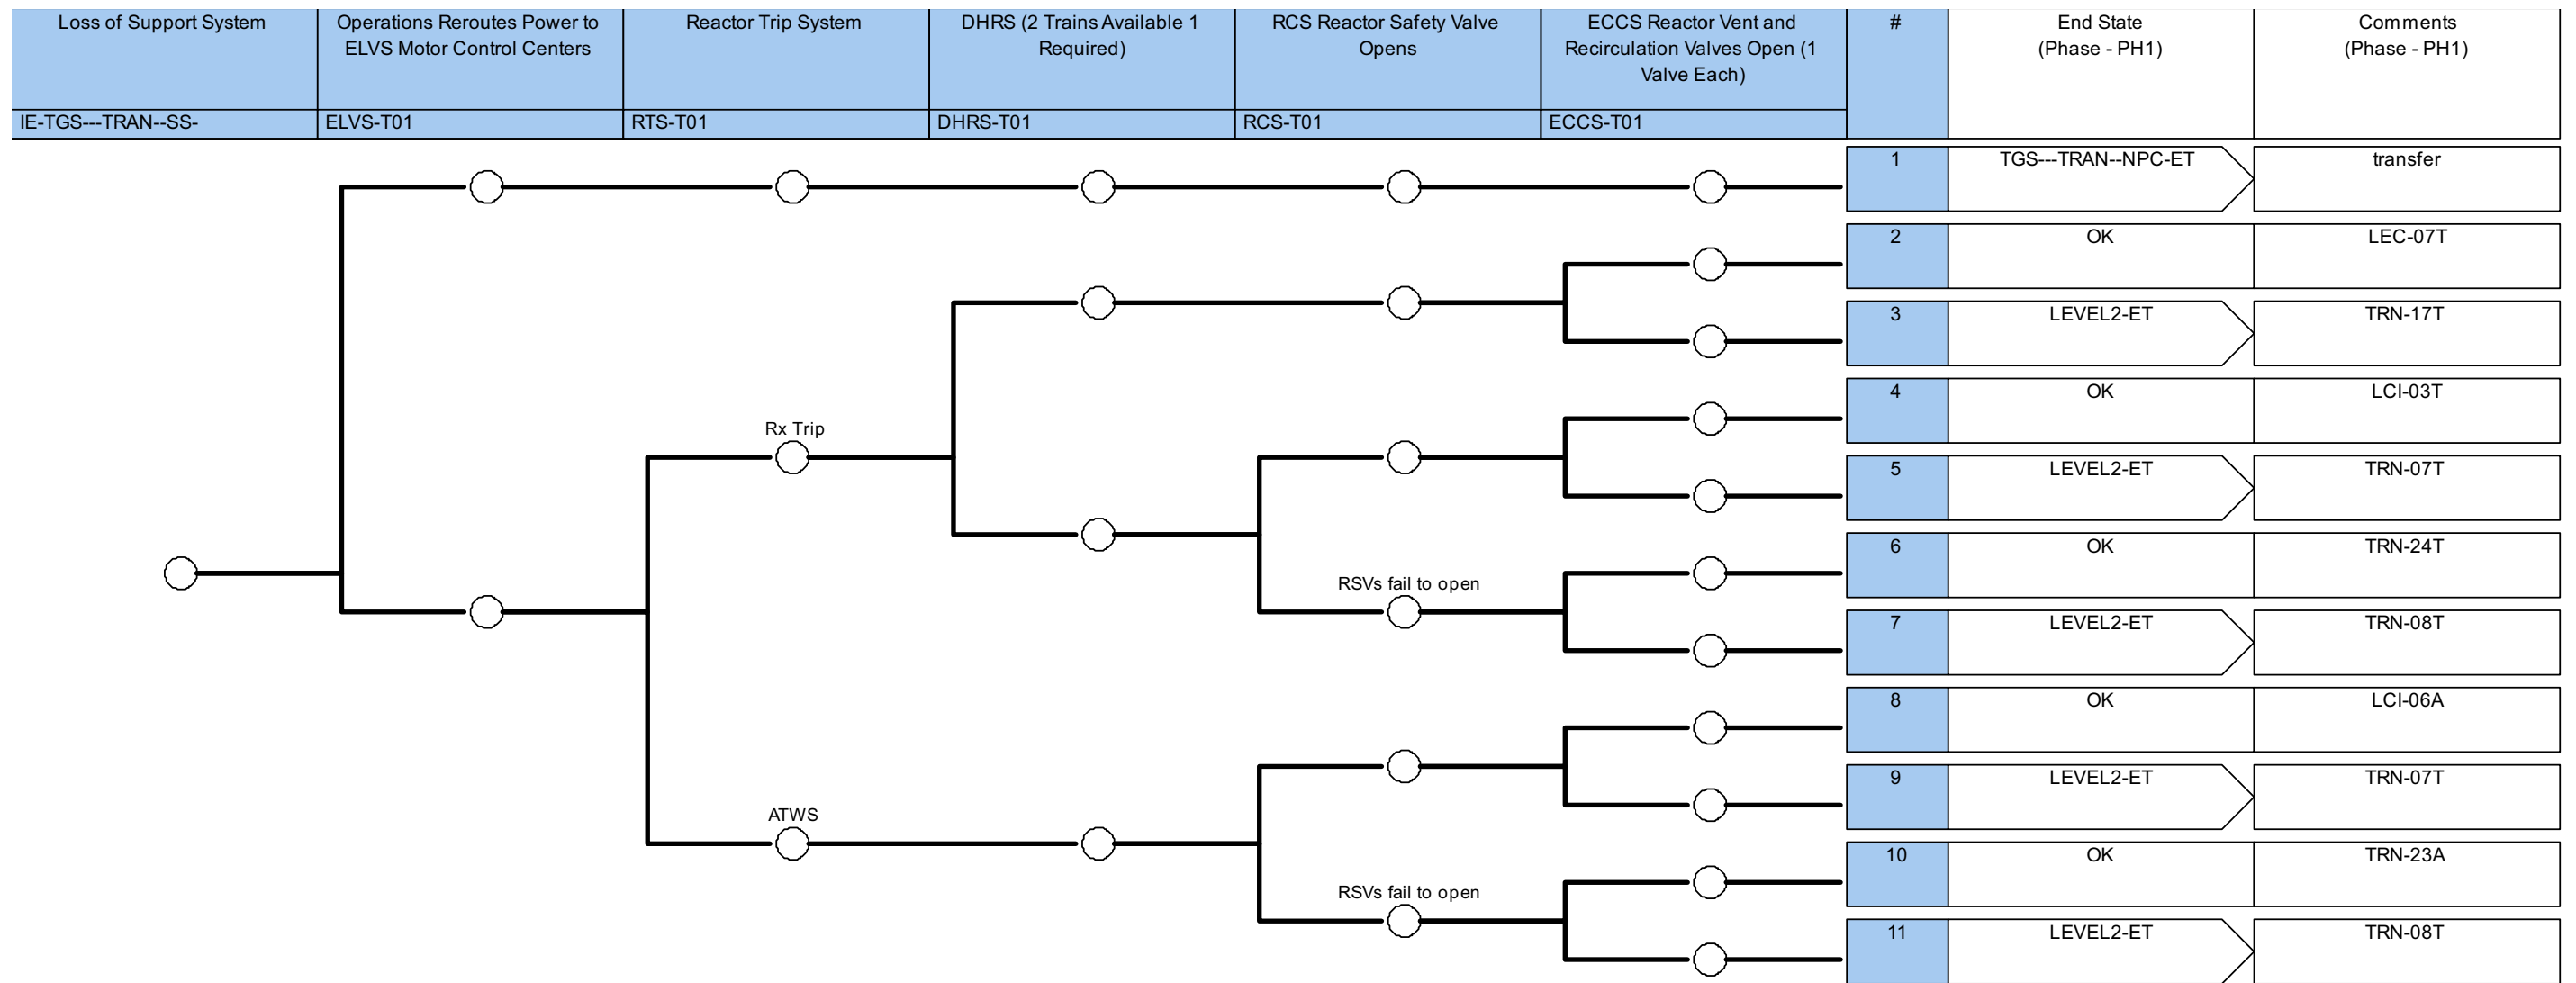 Loss of Support System
Operations Reroutes Power to
ELVS Motor Control Centers
Reactor Trip System
DHRS (2 Trains Available 1
Required)
RCS Reactor Safety Valve
Opens
ECCS Reactor Vent and
Recirculation Valves Open (1
Valve Each)
#
End State
(Phase - PH1)
Comments
(Phase - PH1)
IE-TGS---TRAN--SS-
ELVS-T01
RTS-T01
DHRS-T01
RCS-T01
ECCS-T01
1
TGS---TRAN--NPC-ET
transfer
2
OK
LEC-07T
3
LEVEL2-ET
TRN-17T
4
OK
LCI-03T
Rx Trip
5
LEVEL2-ET
TRN-07T
6
OK
TRN-24T
RSVs fail to open
7
LEVEL2-ET
TRN-08T
8
OK
LCI-06A
9
LEVEL2-ET
TRN-07T
ATWS
10
OK
TRN-23A
RSVs fail to open
11
LEVEL2-ET
TRN-08T